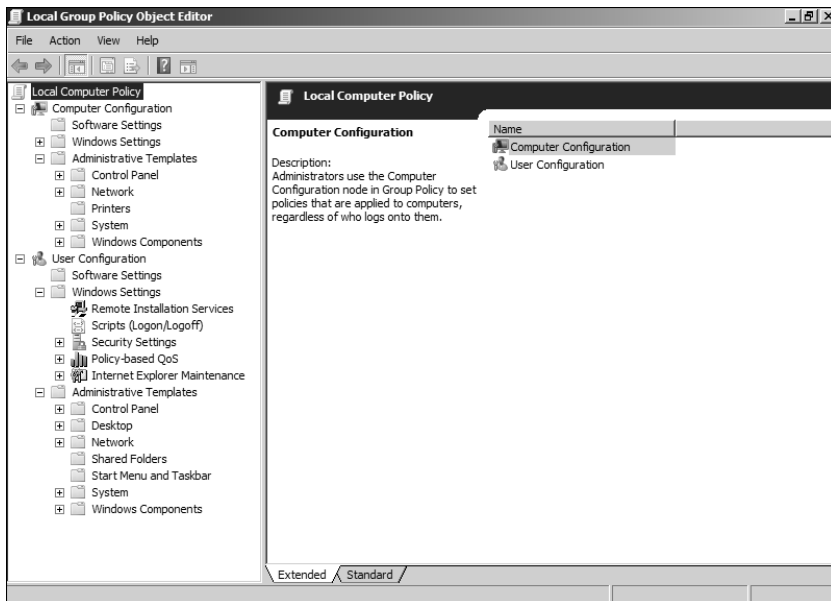 Local Group Policy Object Editor
File Action View Help
Local Computer Policy
Computer Configuration
Software Settings
Windows Settings
Administrative Templates
Control Panel
Network
Printers
System
Windows Components
User Configuration
Software Settings
Windows Settings
Remote Installation Services
Scripts (Logon/Logoff)
Security Settings
Policy-based QoS
Internet Explorer Maintenance
Administrative Templates
Control Panel
Desktop
Network
Shared Folders
Start Menu and Taskbar
System
Windows Components
Local Computer Policy
Computer Configuration
Description:
Administrators use the Computer
Configuration node in Group Policy to set
policies that are applied to computers,
regardless of who logs onto them.
Name
Computer Configuration
User Configuration
Extended Standard